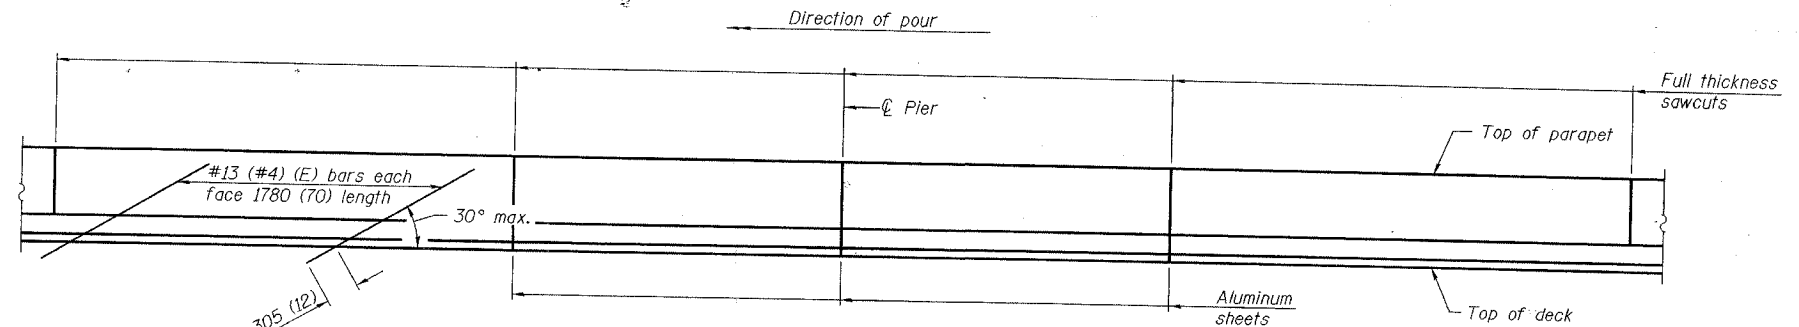 Direction of pour
Full thickness
sawcuts
℄ Pier
Top of parapet
#13 (#4) (E) bars each
face 1780 (70) length
30° max.
305 (12)
Aluminum
sheets
Top of deck